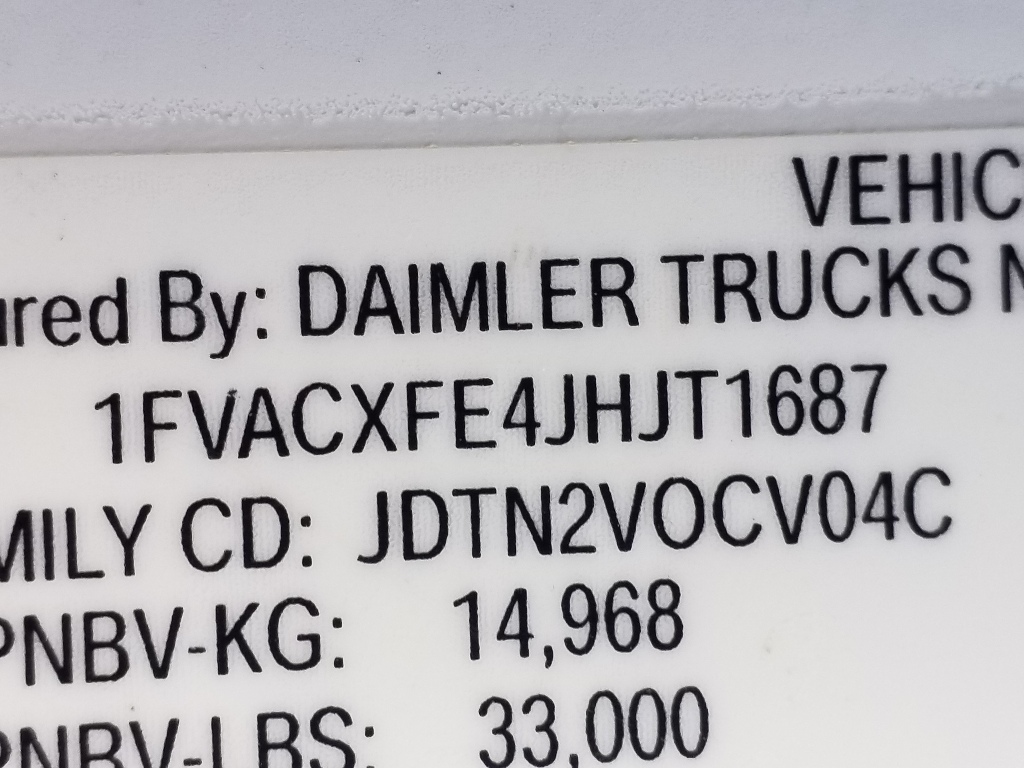 VEHIC
ured By: DAIMLER TRUCKS N
1FVACXFE4JHJT1687
MILY CD: JDTN2VOCV04C
PNBV-KG: 14,968
PNBV-LBS: 33,000